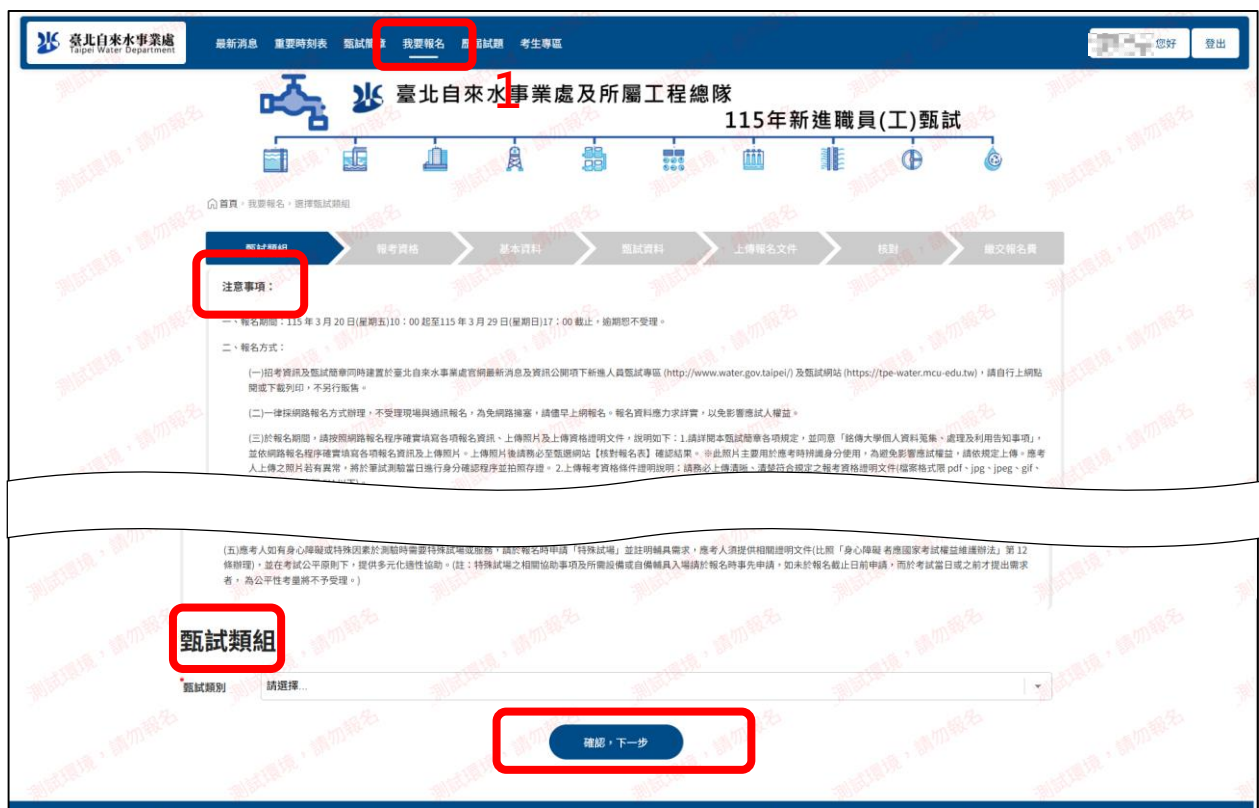 臺北自來水事業處
Taipei Water Department
最新消息 重要時刻表 甄試簡章 我要報名 歷屆試題 考生專區
您好 登出
1
臺北自來水事業處及所屬工程總隊
115年新進職員(工)甄試
首頁。我要報名。選擇甄試類組
甄試類組 報考資格 基本資料 甄試資料 上傳報名文件 核對 繳交報名費
注意事項：
一、報名期間：115 年 3 月 20 日(星期五)10：00 起至115 年 3 月 29 日(星期日)17：00 截止，逾期恕不受理。
二、報名方式：
(一)招考資訊及甄試簡章同時建置於臺北自來水事業處官網最新消息及資訊公開項下新進人員甄試專區 (http://www.water.gov.taipei/) 及甄試網站 (https://tpe-water.mcu-edu.tw)，請自行上網點
閱或下載列印，不另行販售。
(二)一律採網路報名方式辦理，不受理現場與通訊報名，為免網路擁塞，請儘早上網報名。報名資料應力求詳實，以免影響應試人權益。
(三)於報名期間，請按照網路報名程序確實填寫各項報名資訊、上傳照片及上傳資格證明文件，說明如下：1.請詳閱本甄試簡章各項規定，並同意「銘傳大學個人資料蒐集、處理及利用告知事項」，
並依網路報名程序確實填寫各項報名資訊及上傳照片。上傳照片後請務必至甄選網站【核對報名表】確認結果。 ※此照片主要用於應考時辨識身分使用，為避免影響應試權益，請依規定上傳。應考
人上傳之照片若有異常，將於筆試測驗當日進行身分確認程序並拍照存證。 2.上傳報考資格條件證明說明：請務必上傳清晰、清楚符合規定之報考資格證明文件(檔案格式限 pdf、jpg、jpeg、gif、
(五)應考人如有身心障礙或特殊因素於測驗時需要特殊試場或服務，請於報名時申請「特殊試場」並註明輔具需求，應考人須提供相關證明文件(比照「身心障礙 者應國家考試權益維護辦法」第 12
條辦理)，並在考試公平原則下，提供多元化適性協助。(註：特殊試場之相關協助事項及所需設備或自備輔具入場請於報名時事先申請，如未於報名截止日前申請，而於考試當日或之前才提出需求
者， 為公平性考量將不予受理。)
甄試類組
*甄試類別 請選擇...
確認，下一步
測試環境，請勿報名